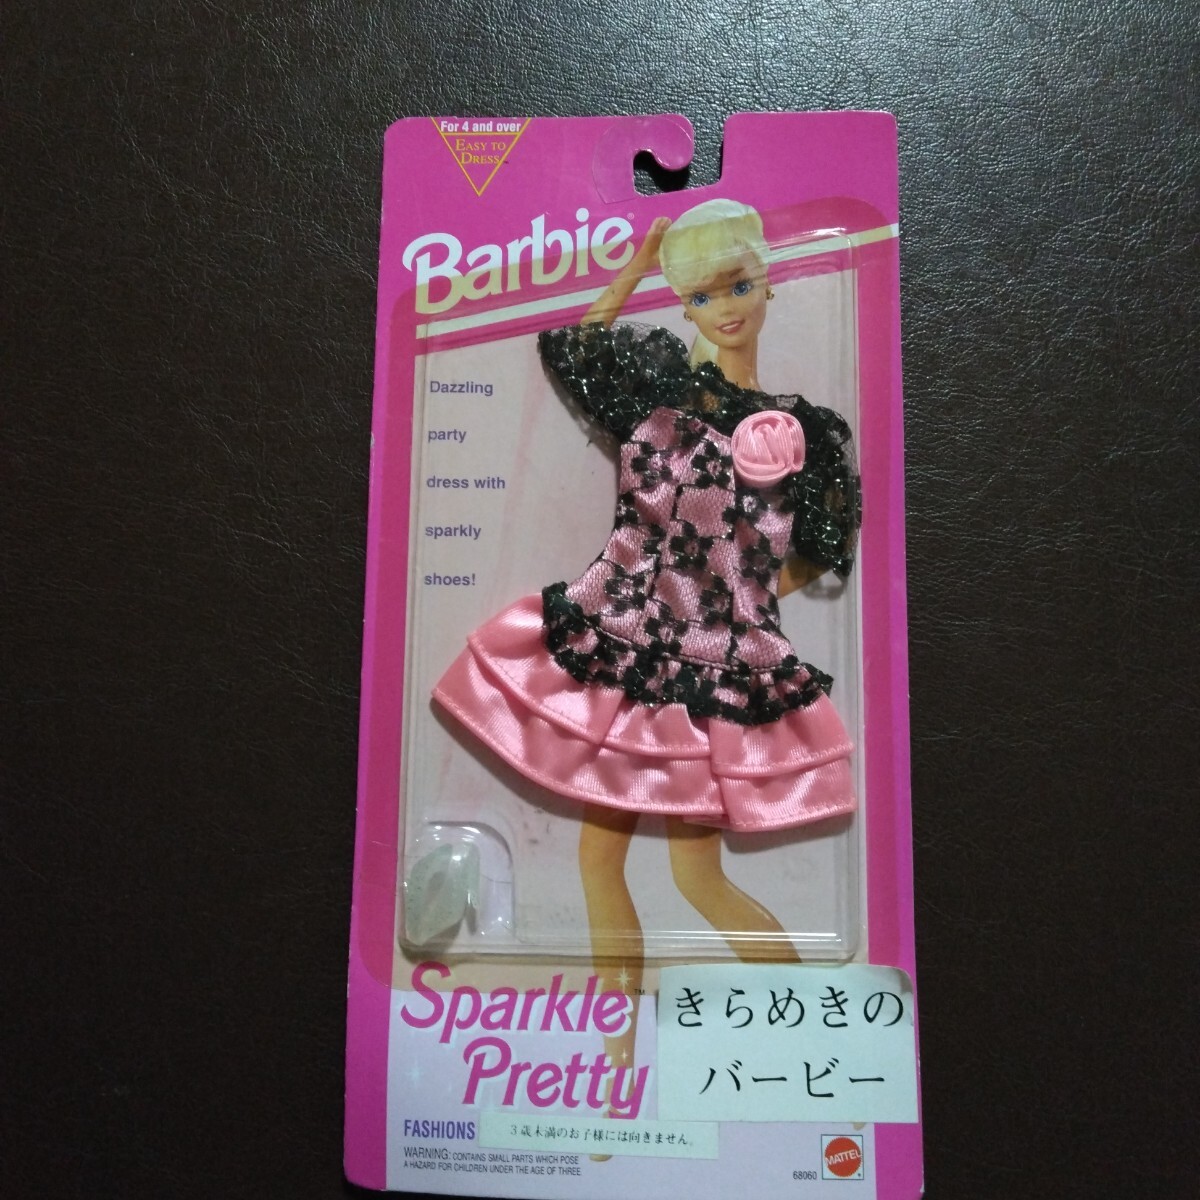 For 4 and over
EASY TO
DRESS™
Barbie®
Dazzling
party
dress with
sparkly
shoes!
Sparkle™
Pretty
きらめきの
バービー
FASHIONS
3歳未満のお子様には向きません。
WARNING: CONTAINS SMALL PARTS WHICH POSE
A HAZARD FOR CHILDREN UNDER THE AGE OF THREE.
68060
MATTEL